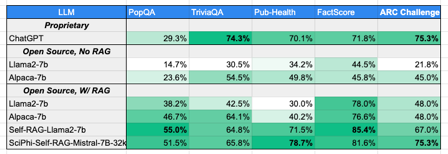 LLM PopQA TriviaQA Pub-Health FactScore ARC Challenge
Proprietary
ChatGPT 29.3% 74.3% 70.1% 71.8% 75.3%
Open Source, No RAG
Llama2-7b 14.7% 30.5% 34.2% 44.5% 21.8%
Alpaca-7b 23.6% 54.5% 49.8% 45.8% 45.0%
Open Source, W/ RAG
Llama2-7b 38.2% 42.5% 30.0% 78.0% 48.0%
Alpaca-7b 46.7% 64.1% 40.2% 76.6% 48.0%
Self-RAG-Llama2-7b 55.0% 64.8% 71.5% 85.4% 67.0%
SciPhi-Self-RAG-Mistral-7B-32k 51.5% 65.8% 78.7% 81.6% 75.3%